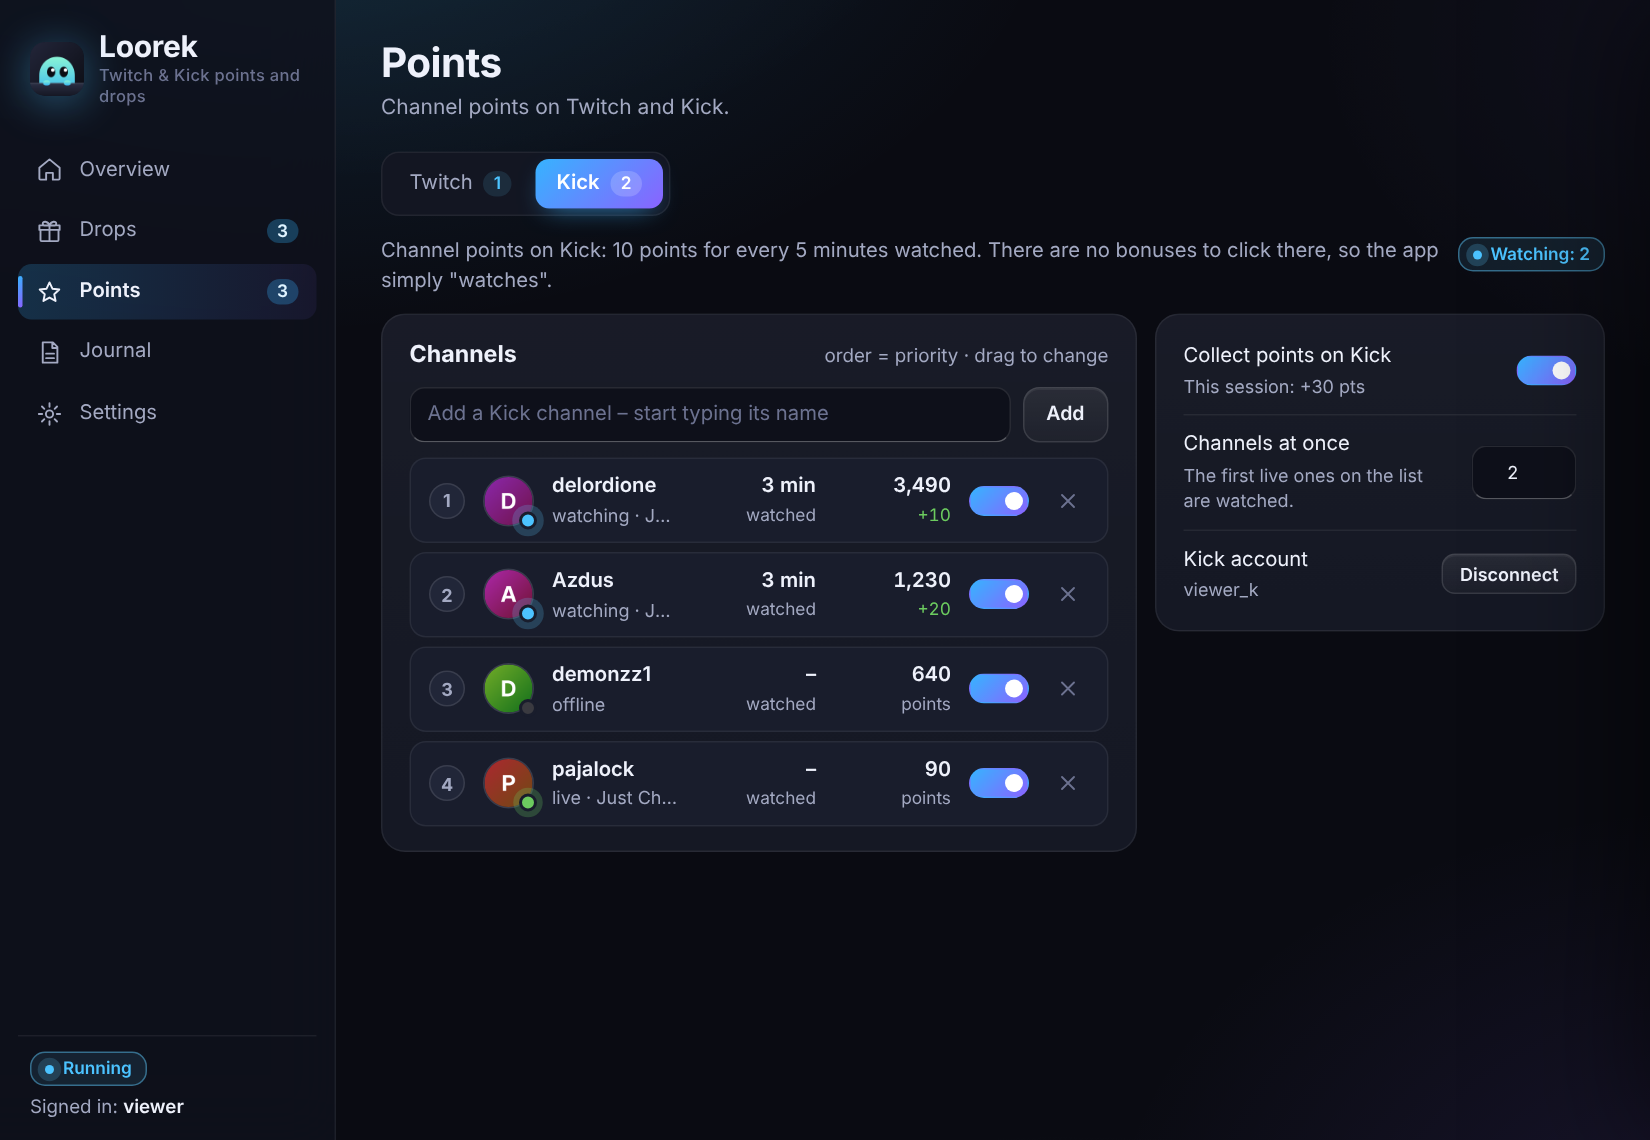 Loorek
Twitch & Kick points and
drops
Overview
Drops 3
Points 3
Journal
Settings
Running
Signed in: viewer
Points
Channel points on Twitch and Kick.
Twitch 1 Kick 2
Channel points on Kick: 10 points for every 5 minutes watched. There are no bonuses to click there, so the app
simply "watches".
Watching: 2
Channels order = priority · drag to change
Add a Kick channel – start typing its name Add
1 D delordione 3 min 3,490
watching · J... watched +10
2 A Azdus 3 min 1,230
watching · J... watched +20
3 D demonzz1 – 640
offline watched points
4 P pajalock – 90
live · Just Ch... watched points
Collect points on Kick
This session: +30 pts
Channels at once
The first live ones on the list
are watched.
2
Kick account
viewer_k
Disconnect